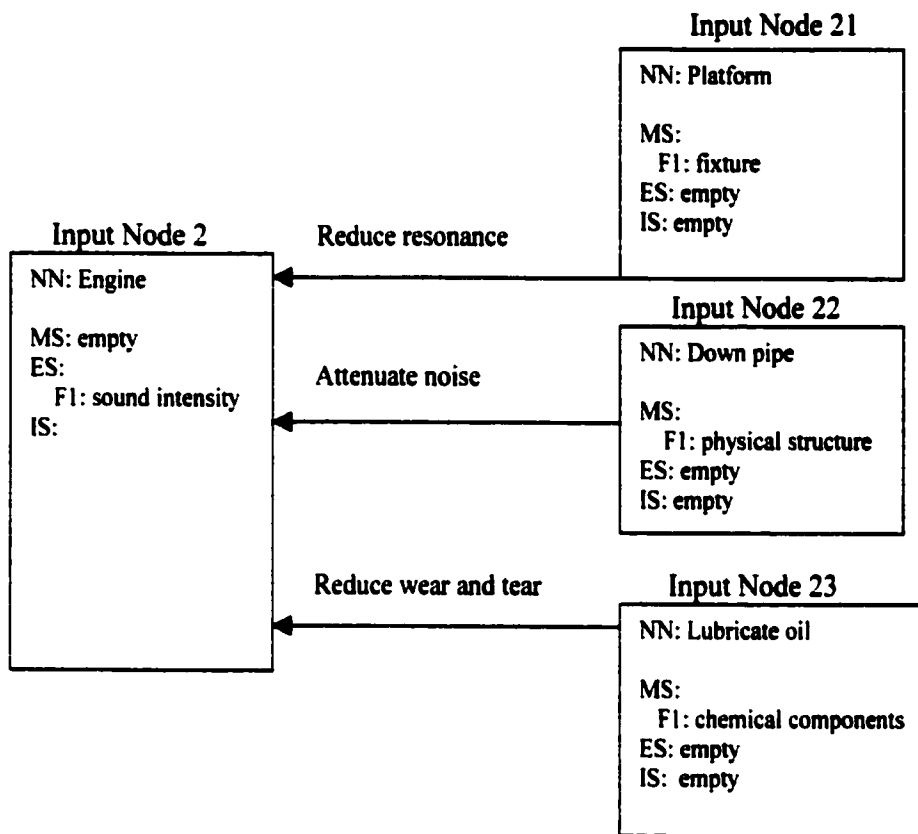 Input Node 21
NN: Platform
MS:
F1: fixture
ES: empty
IS: empty
Input Node 2
NN: Engine
MS: empty
ES:
F1: sound intensity
IS:
Reduce resonance
Attenuate noise
Reduce wear and tear
Input Node 22
NN: Down pipe
MS:
F1: physical structure
ES: empty
IS: empty
Input Node 23
NN: Lubricate oil
MS:
F1: chemical components
ES: empty
IS: empty